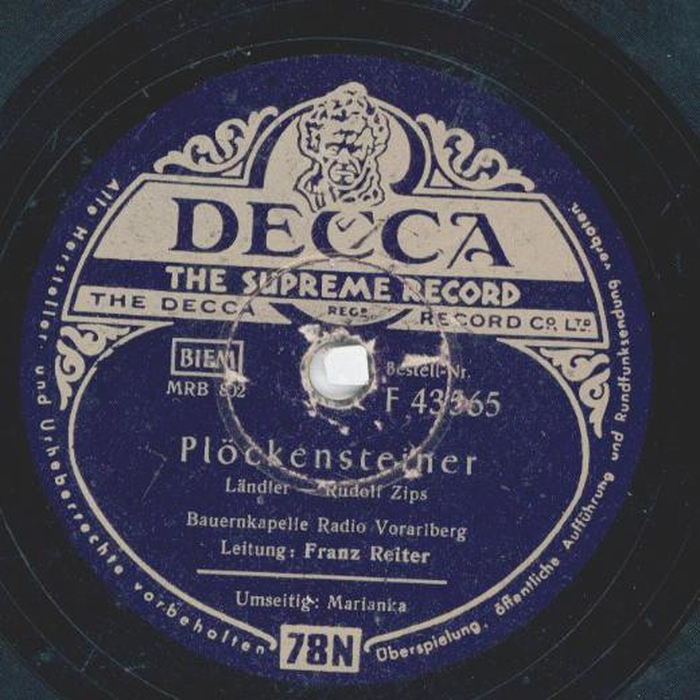 DECCA
THE SUPREME RECORD
THE DECCA REGD. RECORD CO. LTD
BIEM
MRB 802
Bestell-Nr.
F 43565
Plöckensteiner
Ländler — Rudolf Zips
Bauernkapelle Radio Vorarlberg
Leitung: Franz Reiter
Umseitig: Marianka
78N
Alle Hersteller- und Urheberrechte vorbehalten
Überspielung, öffentliche Aufführung und Rundfunksendung verboten.